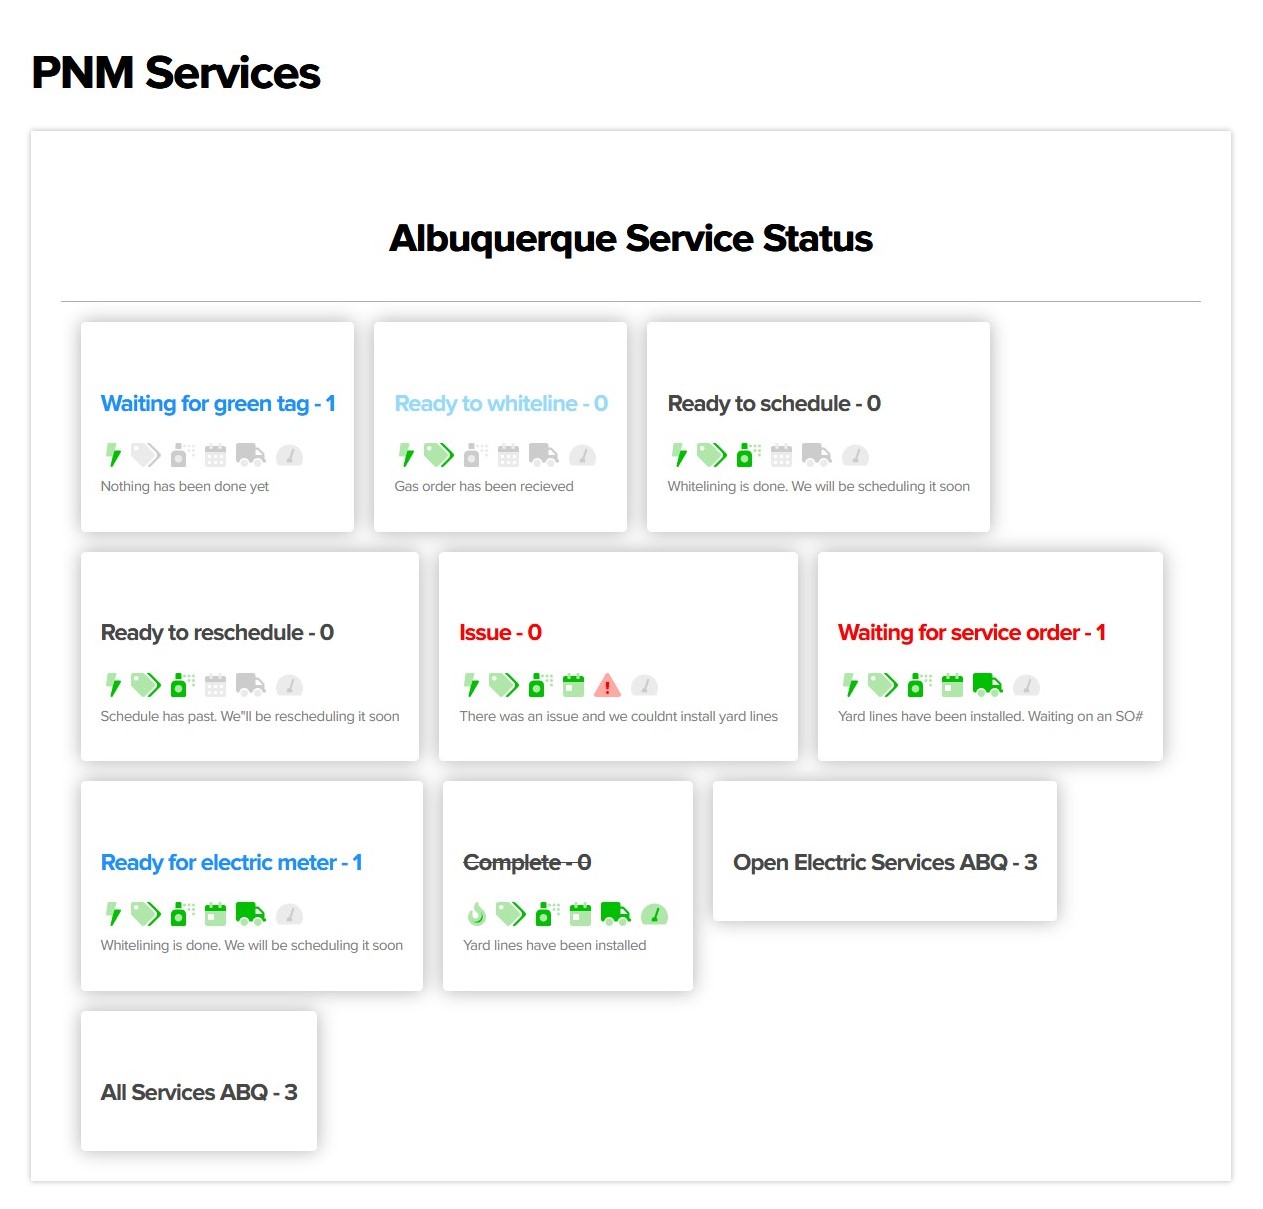 PNM Services
Albuquerque Service Status
Waiting for green tag - 1
Nothing has been done yet
Ready to whiteline - 0
Gas order has been recieved
Ready to schedule - 0
Whitelining is done. We will be scheduling it soon
Ready to reschedule - 0
Schedule has past. We"ll be rescheduling it soon
Issue - 0
There was an issue and we couldnt install yard lines
Waiting for service order - 1
Yard lines have been installed. Waiting on an SO#
Ready for electric meter - 1
Whitelining is done. We will be scheduling it soon
Complete - 0
Yard lines have been installed
Open Electric Services ABQ - 3
All Services ABQ - 3